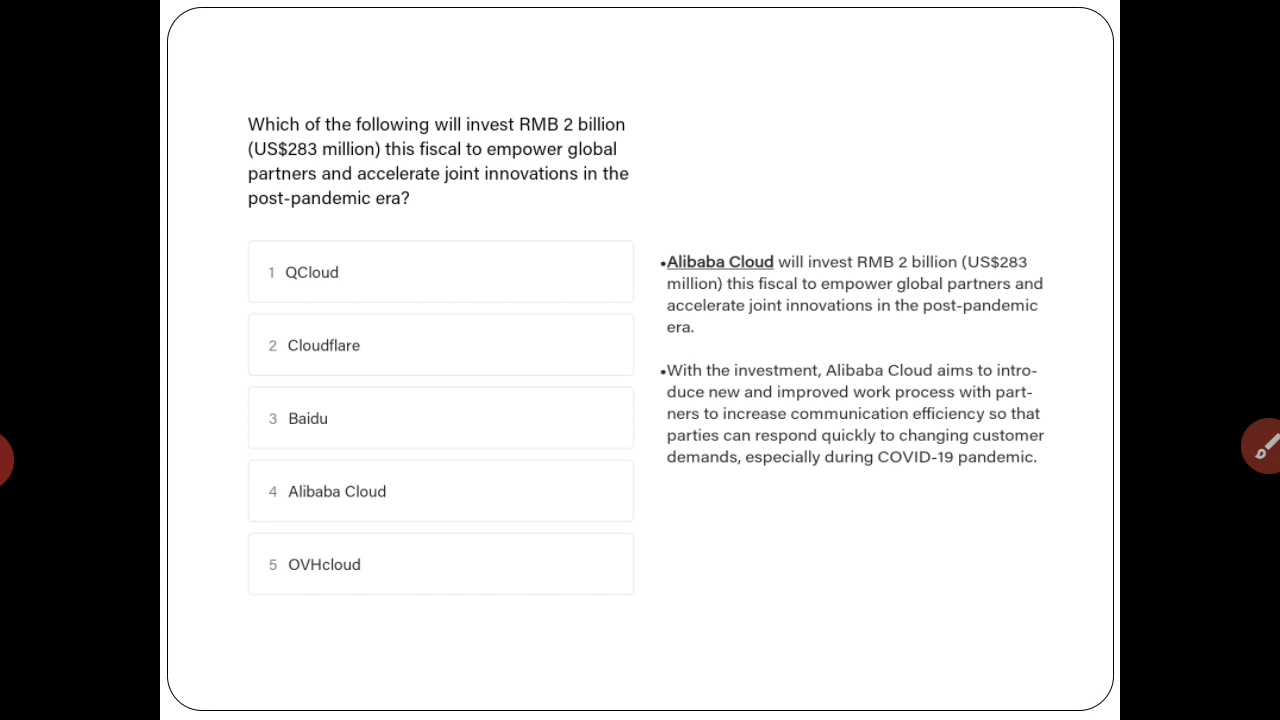 Which of the following will invest RMB 2 billion
(US$283 million) this fiscal to empower global
partners and accelerate joint innovations in the
post-pandemic era?
1 QCloud
2 Cloudflare
3 Baidu
4 Alibaba Cloud
5 OVHcloud
•Alibaba Cloud will invest RMB 2 billion (US$283
million) this fiscal to empower global partners and
accelerate joint innovations in the post-pandemic
era.
•With the investment, Alibaba Cloud aims to intro-
duce new and improved work process with part-
ners to increase communication efficiency so that
parties can respond quickly to changing customer
demands, especially during COVID-19 pandemic.